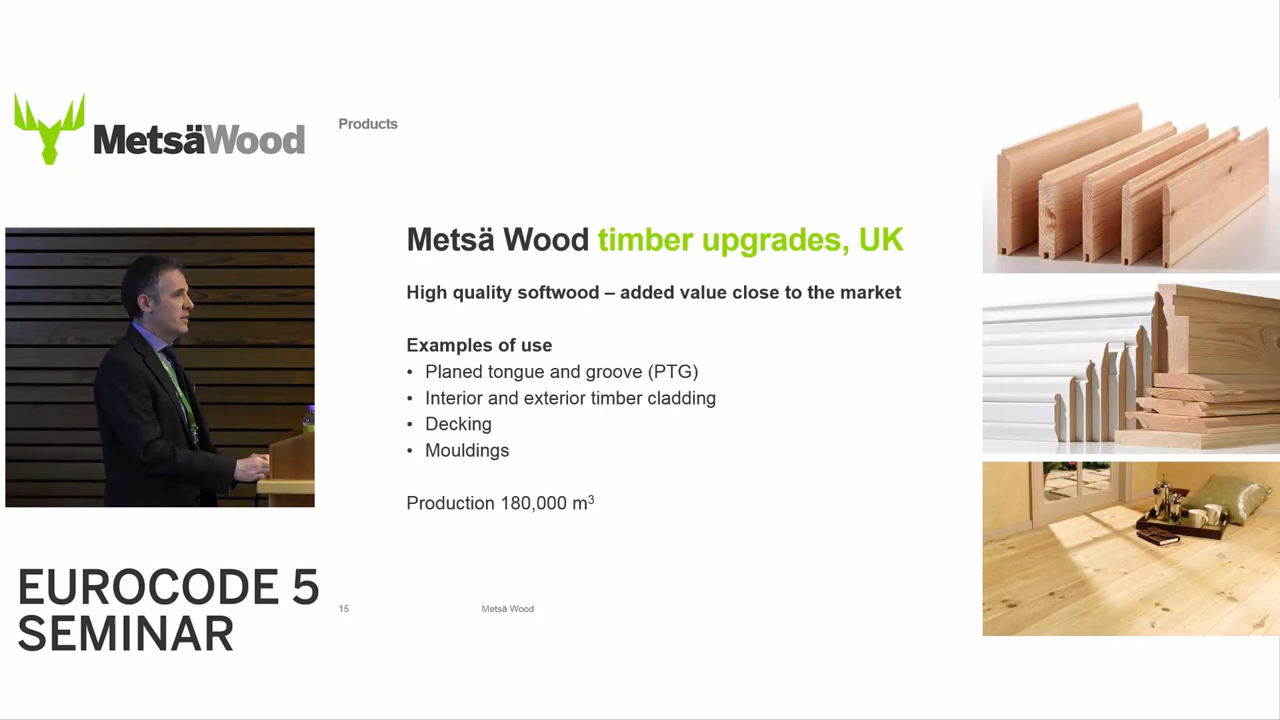 MetsäWood
Products
Metsä Wood timber upgrades, UK
High quality softwood – added value close to the market
Examples of use
• Planed tongue and groove (PTG)
• Interior and exterior timber cladding
• Decking
• Mouldings
Production 180,000 m³
EUROCODE 5
SEMINAR
15
Metsä Wood